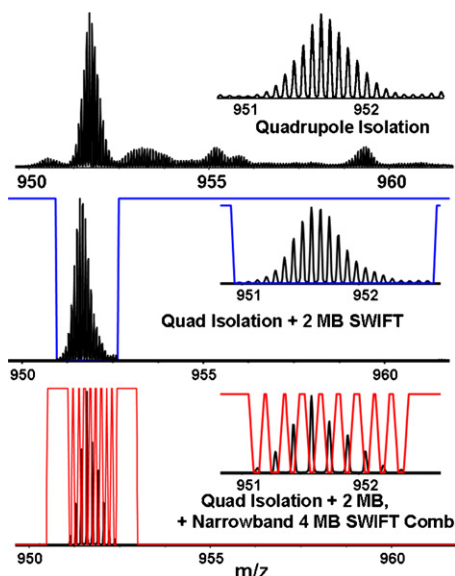 951 952
Quadrupole Isolation
950 955 960
951 952
Quad Isolation + 2 MB SWIFT
950 955 960
951 952
Quad Isolation + 2 MB,
+ Narrowband 4 MB SWIFT Comb
950 955 960
m/z